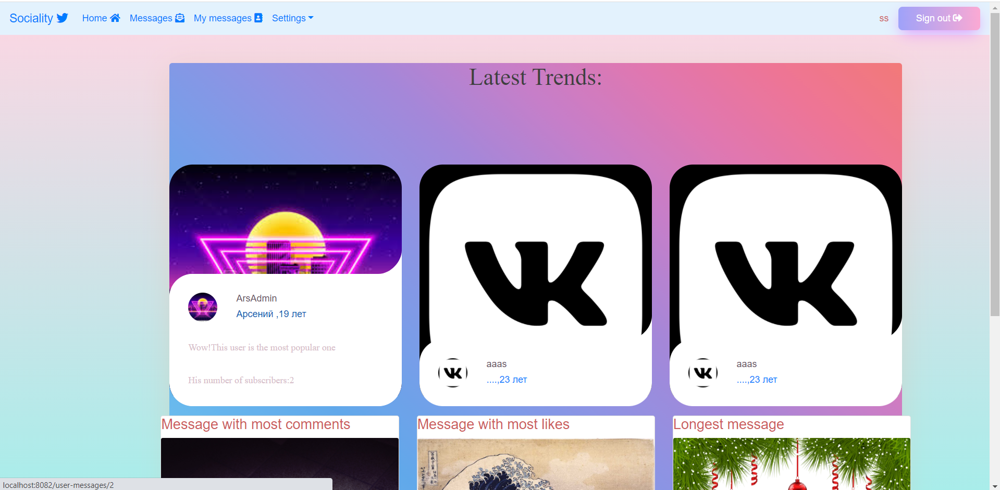 Sociality
Home
Messages
My messages
Settings
ss
Sign out
Latest Trends:
ArsAdmin
Арсений ,19 лет
Wow!This user is the most popular one
His number of subscribers:2
aaas
....,23 лет
aaas
....,23 лет
Message with most comments
Message with most likes
Longest message
localhost:8082/user-messages/2